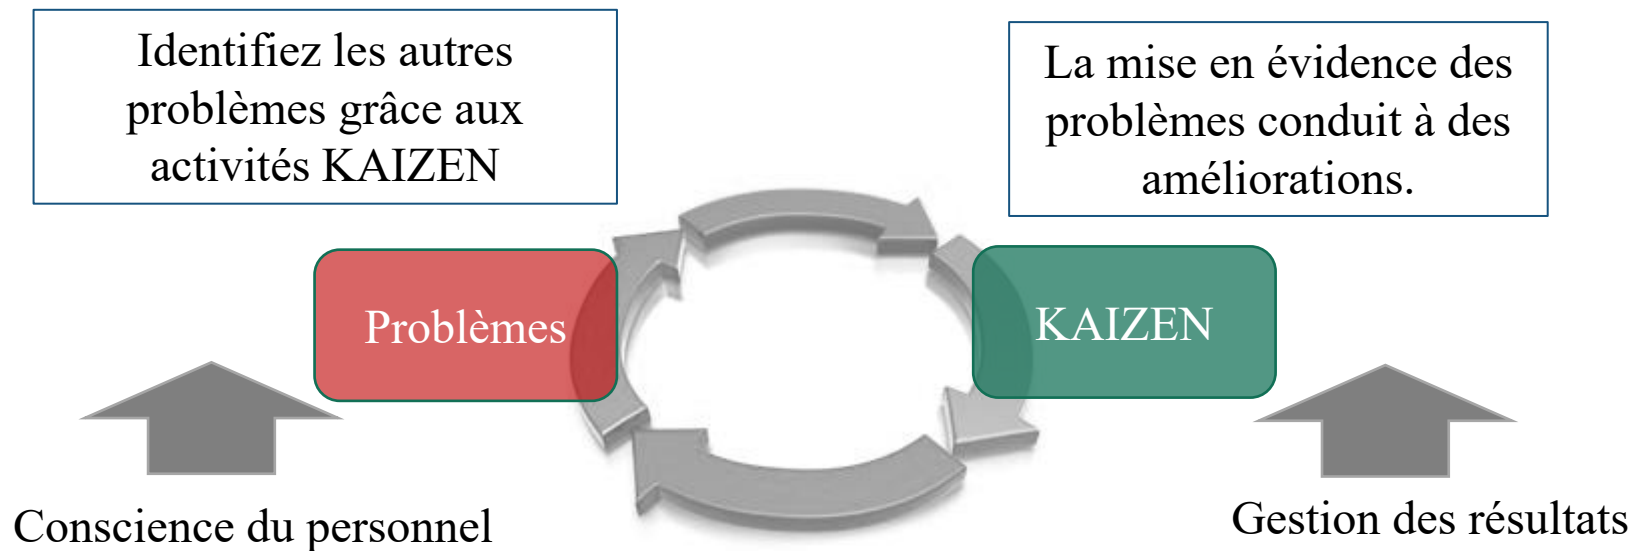 Identifiez les autres
problèmes grâce aux
activités KAIZEN
La mise en évidence des
problèmes conduit à des
améliorations.
Problèmes
KAIZEN
Conscience du personnel
Gestion des résultats